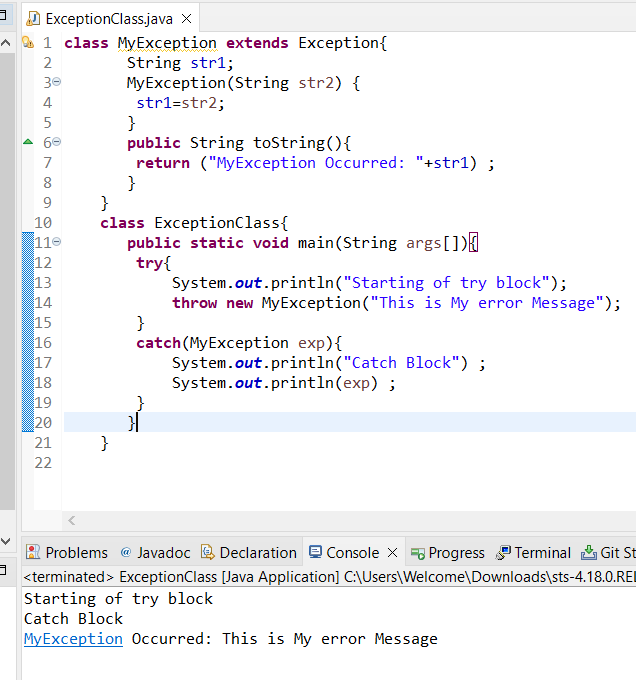 ExceptionClass.java
1 class MyException extends Exception{
2 String str1;
3 MyException(String str2) {
4 str1=str2;
5 }
6 public String toString(){
7 return ("MyException Occurred: "+str1) ;
8 }
9 }
10 class ExceptionClass{
11 public static void main(String args[]){
12 try{
13 System.out.println("Starting of try block");
14 throw new MyException("This is My error Message");
15 }
16 catch(MyException exp){
17 System.out.println("Catch Block") ;
18 System.out.println(exp) ;
19 }
20 }
21 }
22
Problems @ Javadoc Declaration Console Progress Terminal Git St
<terminated> ExceptionClass [Java Application] C:\Users\Welcome\Downloads\sts-4.18.0.REL
Starting of try block
Catch Block
MyException Occurred: This is My error Message